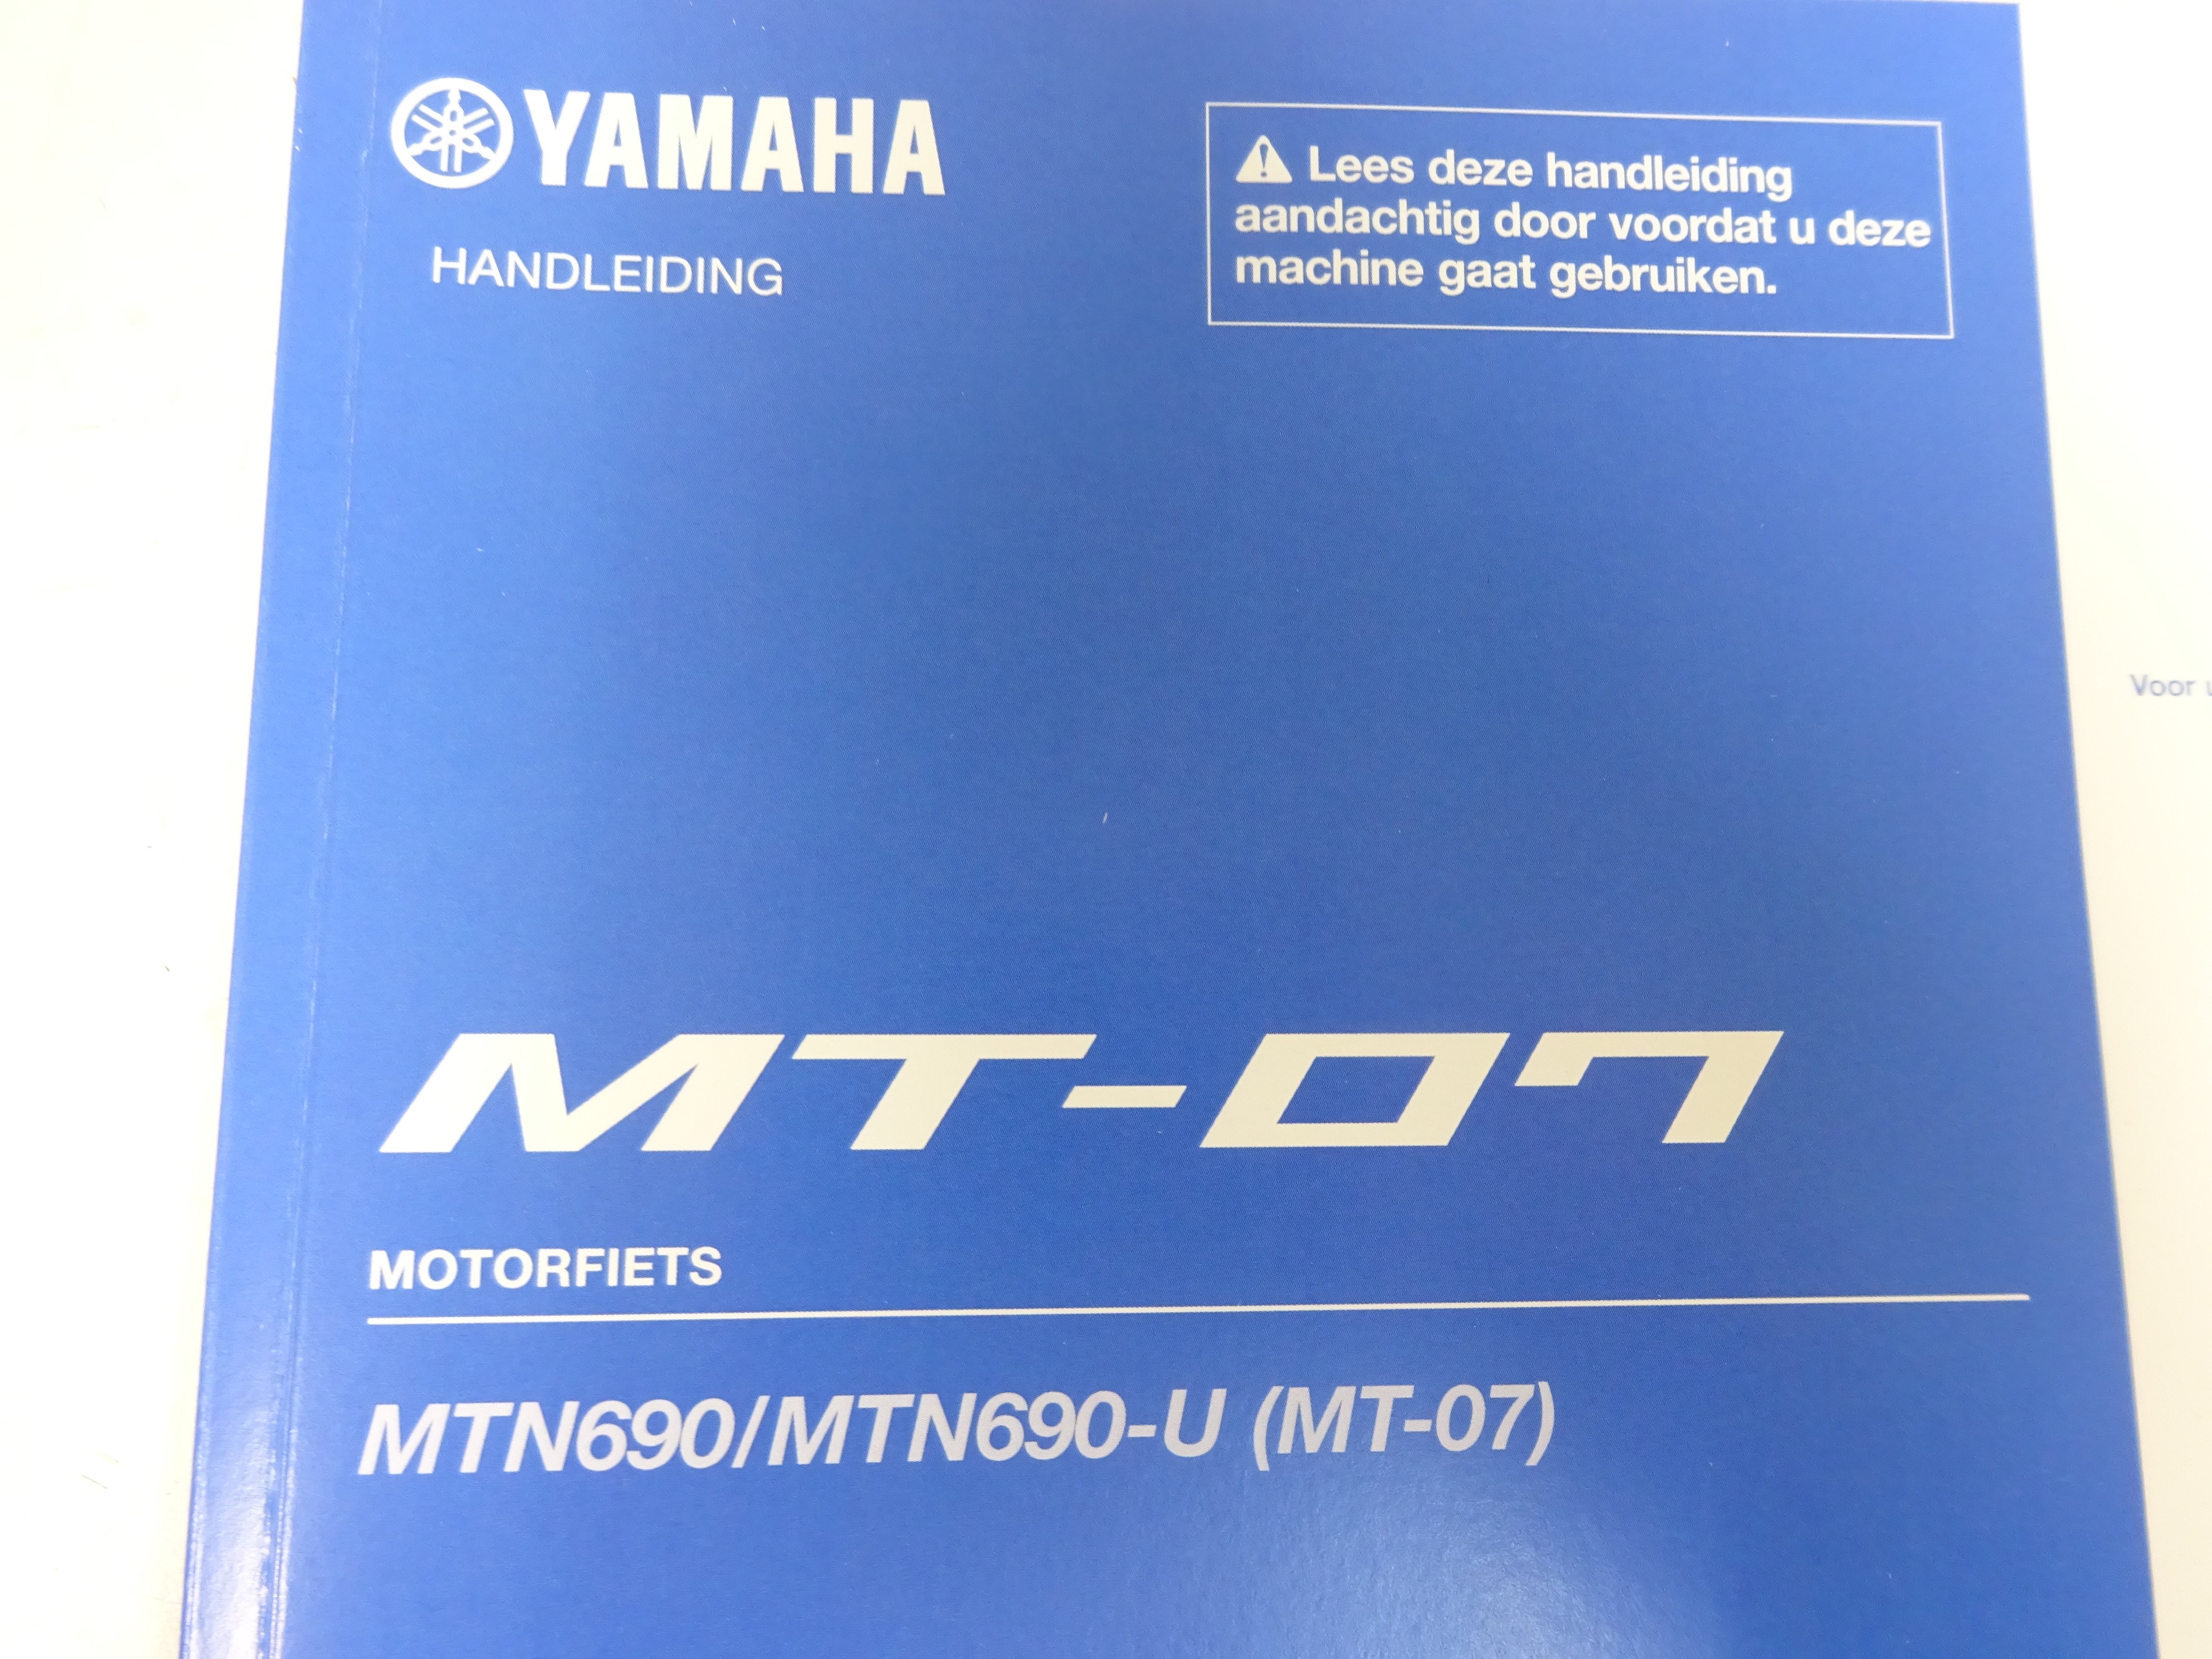 YAMAHA
HANDLEIDING
Lees deze handleiding
aandachtig door voordat u deze
machine gaat gebruiken.
Voor
MT-07
MOTORFIETS
MTN690/MTN690-U (MT-07)